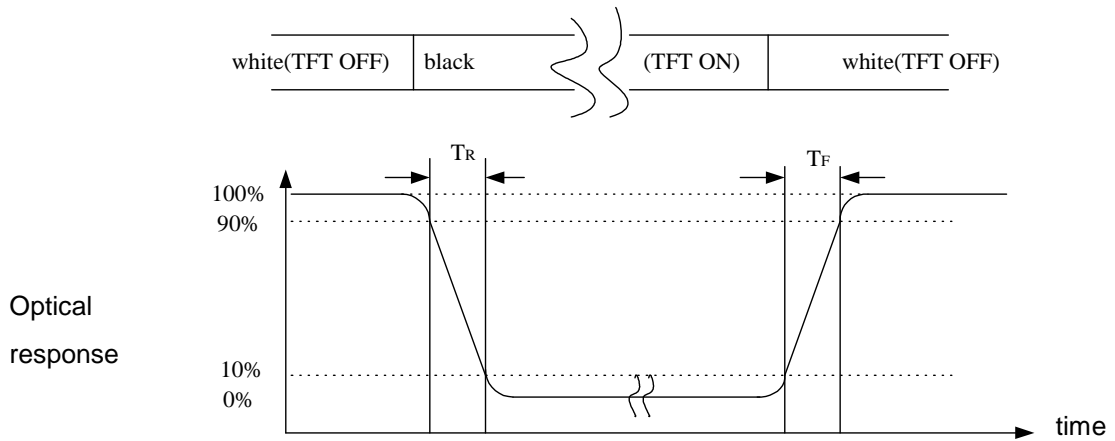 white(TFT OFF) black (TFT ON) white(TFT OFF)
TR TF
100%
90%
Optical
response
10%
0%
time